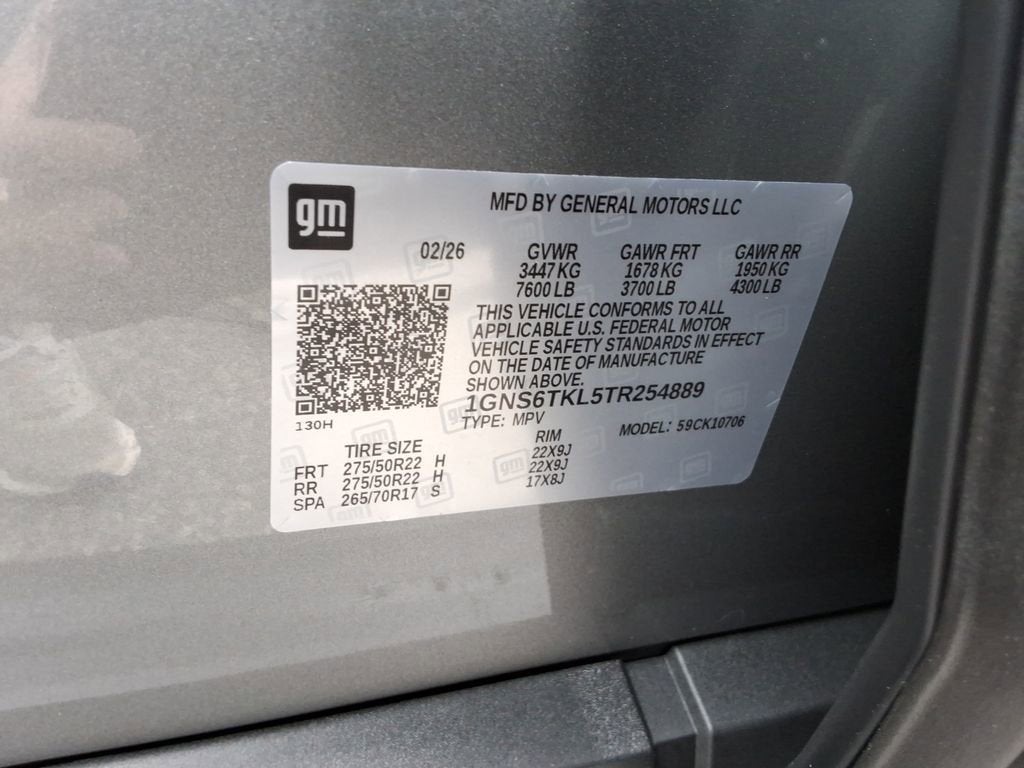 gm
MFD BY GENERAL MOTORS LLC
02/26 GVWR GAWR FRT GAWR RR
3447 KG 1678 KG 1950 KG
7600 LB 3700 LB 4300 LB
THIS VEHICLE CONFORMS TO ALL
APPLICABLE U.S. FEDERAL MOTOR
VEHICLE SAFETY STANDARDS IN EFFECT
ON THE DATE OF MANUFACTURE
SHOWN ABOVE.
1GNS6TKL5TR254889
130H
TYPE: MPV MODEL: 59CK10706
TIRE SIZE RIM
FRT 275/50R22 H 22X9J
RR 275/50R22 H 22X9J
SPA 265/70R17 S 17X8J